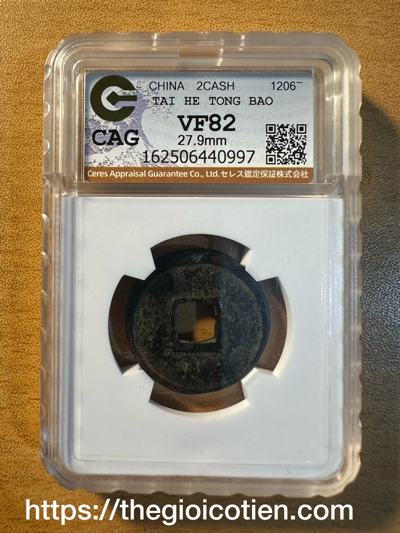 CHINA 2CASH 1206~
TAI HE TONG BAO
VF82
CAG
27.9mm
162506440997
Ceres Appraisal Guarantee Co., Ltd.セレス鑑定保証株式会社
https://thegioicotien.com/